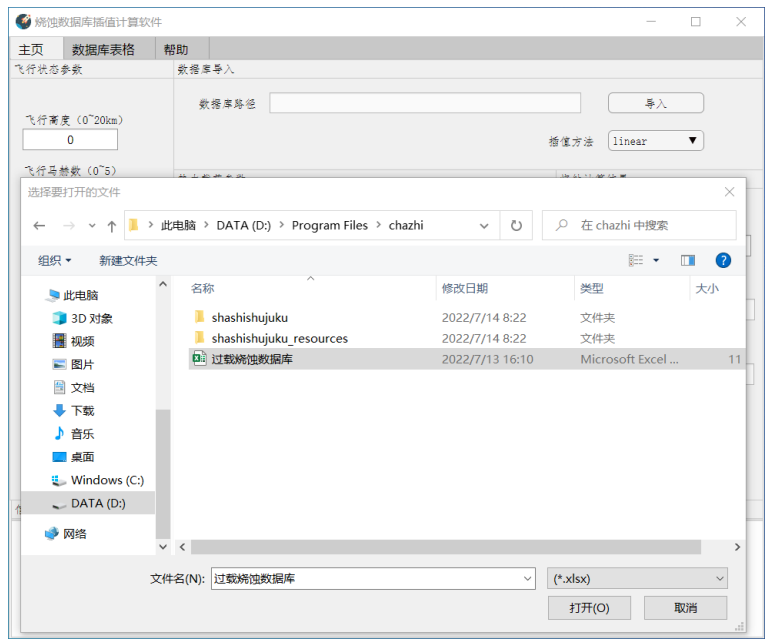 烧蚀数据库插值计算软件
主页 数据库表格 帮助
飞行状态参数 数据库导入
数据库路径 导入
飞行高度（0~20km）
0
插值方法 linear
飞行马赫数（0~5）
选择要打开的文件
此电脑 > DATA (D:) > Program Files > chazhi 在 chazhi 中搜索
组织 新建文件夹
名称 修改日期 类型 大小
此电脑
3D 对象
视频
图片
文档
下载
音乐
桌面
Windows (C:)
DATA (D:)
网络
shashishujuku 2022/7/14 8:22 文件夹
shashishujuku_resources 2022/7/14 8:22 文件夹
过载烧蚀数据库 2022/7/13 16:10 Microsoft Excel ... 11
文件名(N): 过载烧蚀数据库 (*.xlsx)
打开(O) 取消